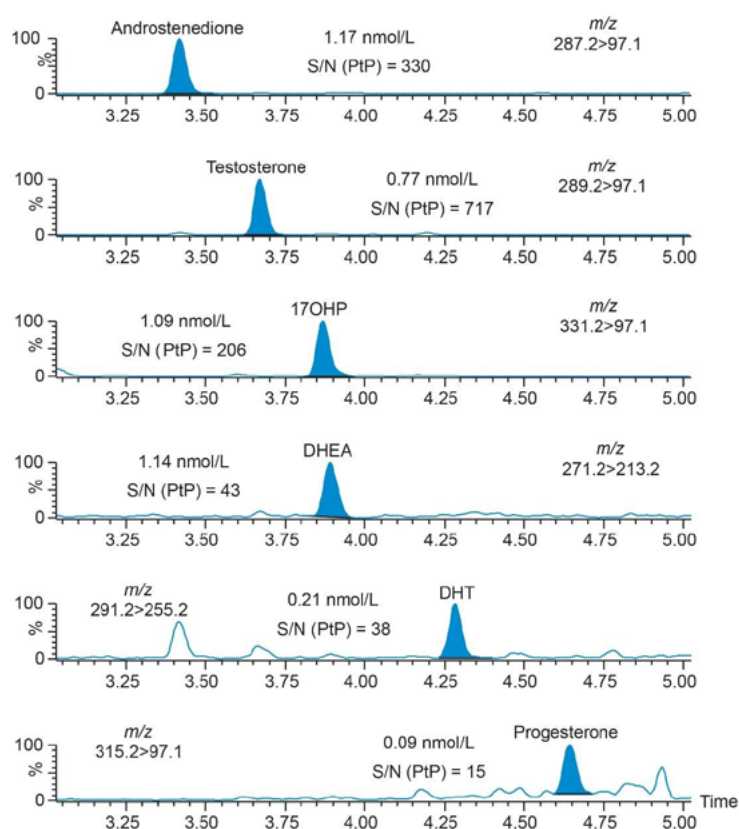 Androstenedione
1.17 nmol/L
S/N (PtP) = 330
m/z
287.2>97.1
100
%
0
3.25 3.50 3.75 4.00 4.25 4.50 4.75 5.00
Testosterone
0.77 nmol/L
S/N (PtP) = 717
m/z
289.2>97.1
100
%
0
3.25 3.50 3.75 4.00 4.25 4.50 4.75 5.00
17OHP
1.09 nmol/L
S/N (PtP) = 206
m/z
331.2>97.1
100
%
0
3.25 3.50 3.75 4.00 4.25 4.50 4.75 5.00
DHEA
1.14 nmol/L
S/N (PtP) = 43
m/z
271.2>213.2
100
%
0
3.25 3.50 3.75 4.00 4.25 4.50 4.75 5.00
m/z
291.2>255.2
0.21 nmol/L
S/N (PtP) = 38
DHT
100
%
0
3.25 3.50 3.75 4.00 4.25 4.50 4.75 5.00
m/z
315.2>97.1
0.09 nmol/L
S/N (PtP) = 15
Progesterone
100
%
0
Time
3.25 3.50 3.75 4.00 4.25 4.50 4.75 5.00